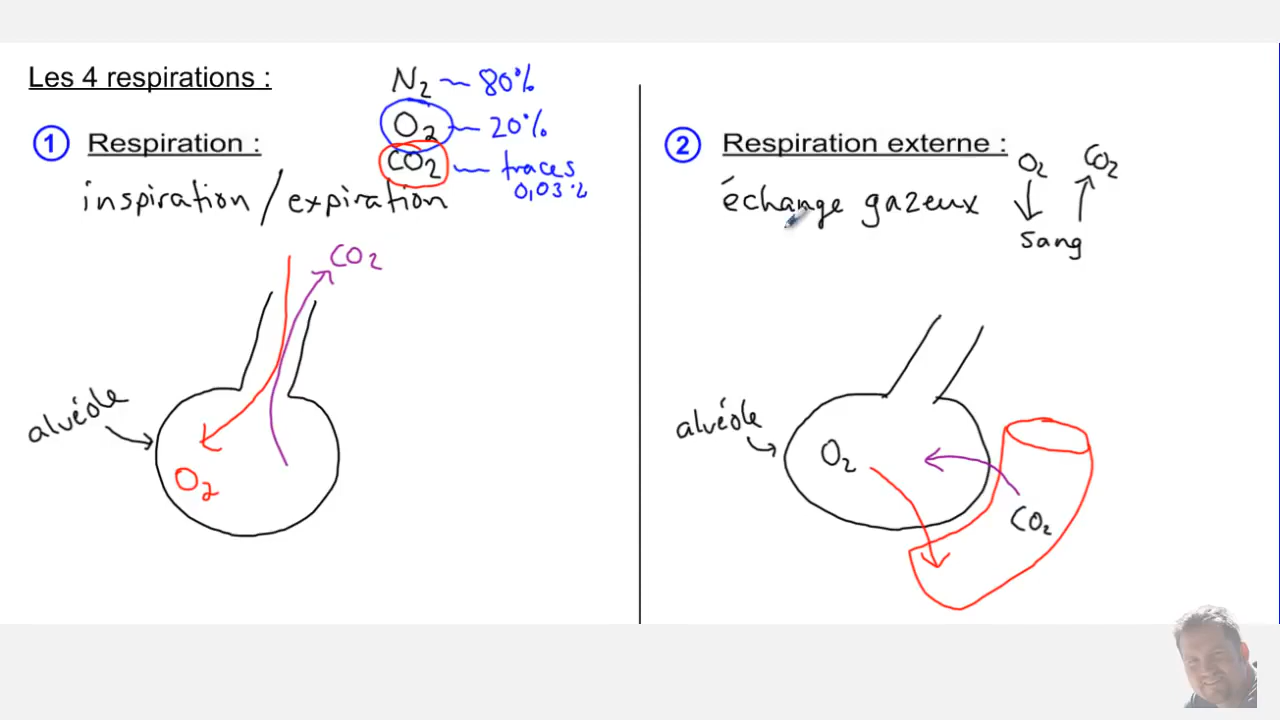 Les 4 respirations :
N2 ~ 80%
O2 ~ 20%
CO2 ~ traces
0,03%
1 Respiration :
inspiration / expiration
CO2
alvéole
O2
2 Respiration externe :
échange gazeux
O2 CO2
sang
alvéole
O2
CO2